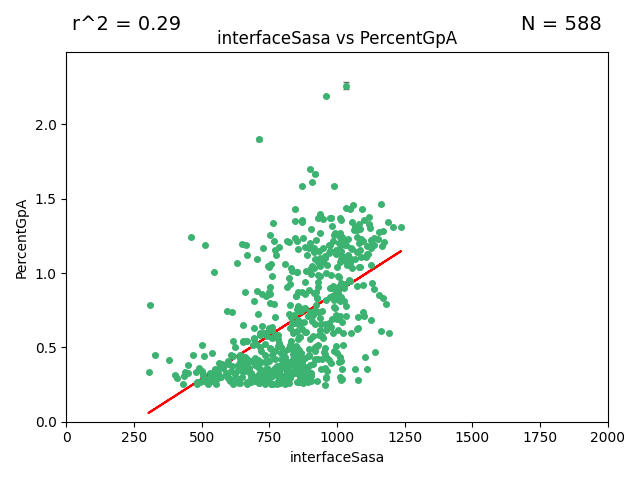 r^2 = 0.29
N = 588
interfaceSasa vs PercentGpA
PercentGpA
2.0
1.5
1.0
0.5
0.0
0
250
500
750
1000
1250
1500
1750
2000
interfaceSasa